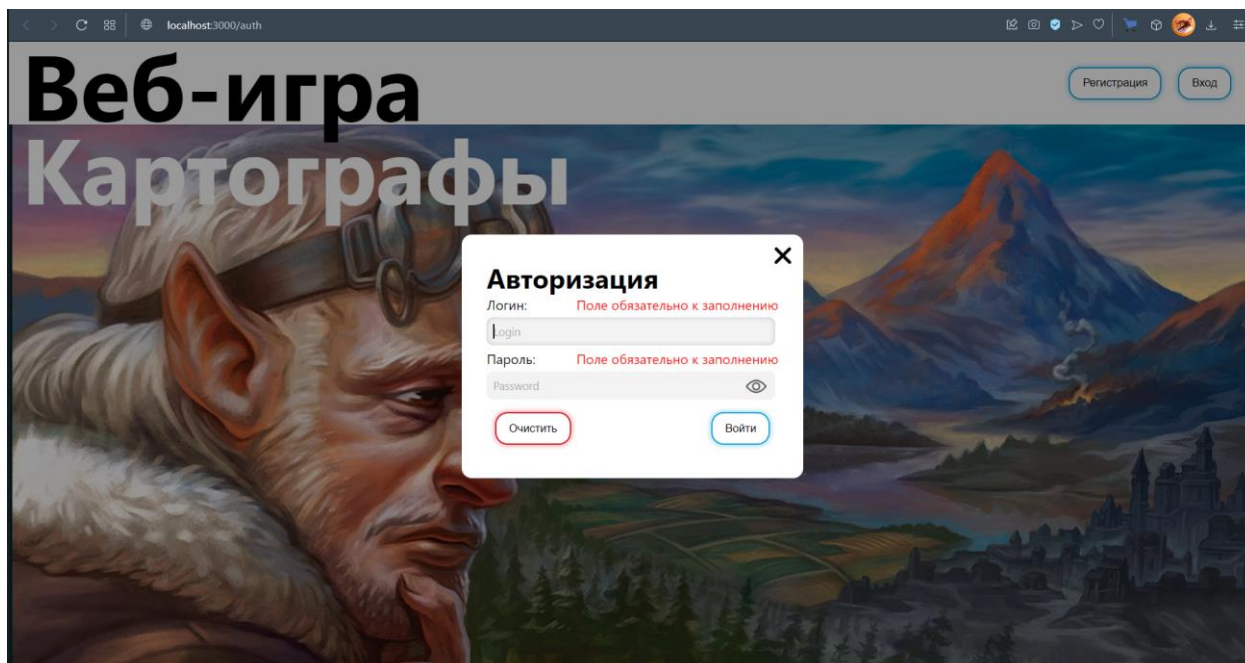 localhost:3000/auth
Веб-игра
Регистрация
Вход
Картографы
Авторизация
Логин: Поле обязательно к заполнению
Login
Пароль: Поле обязательно к заполнению
Password
Очистить
Войти